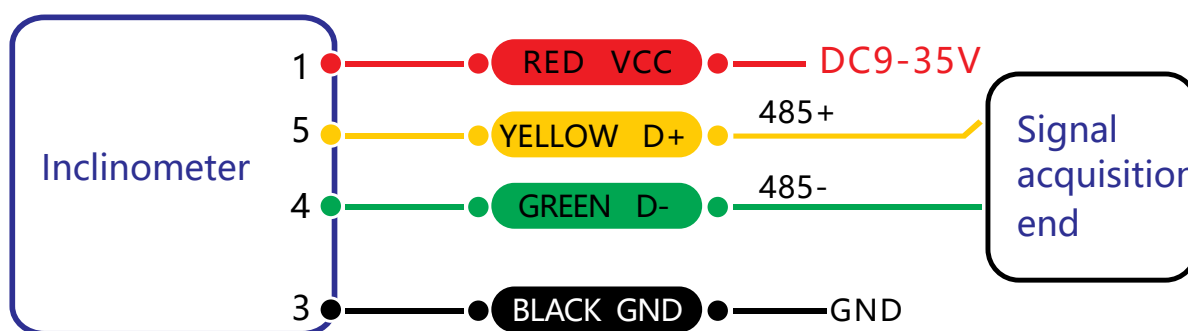 Inclinometer
1 RED VCC DC9-35V
5 YELLOW D+ 485+
4 GREEN D- 485-
3 BLACK GND GND
Signal
acquisition
end